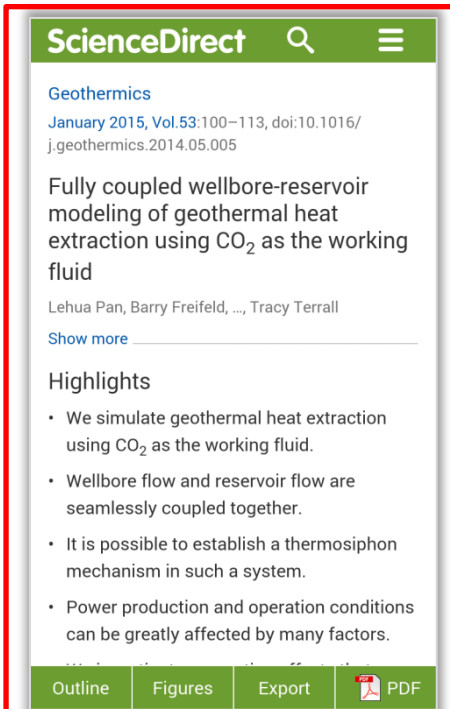 ScienceDirect
Geothermics
January 2015, Vol.53:100–113, doi:10.1016/
j.geothermics.2014.05.005
Fully coupled wellbore-reservoir
modeling of geothermal heat
extraction using CO₂ as the working
fluid
Lehua Pan, Barry Freifeld, ..., Tracy Terrall
Show more
Highlights
• We simulate geothermal heat extraction
using CO₂ as the working fluid.
• Wellbore flow and reservoir flow are
seamlessly coupled together.
• It is possible to establish a thermosiphon
mechanism in such a system.
• Power production and operation conditions
can be greatly affected by many factors.
Outline Figures Export PDF PDF